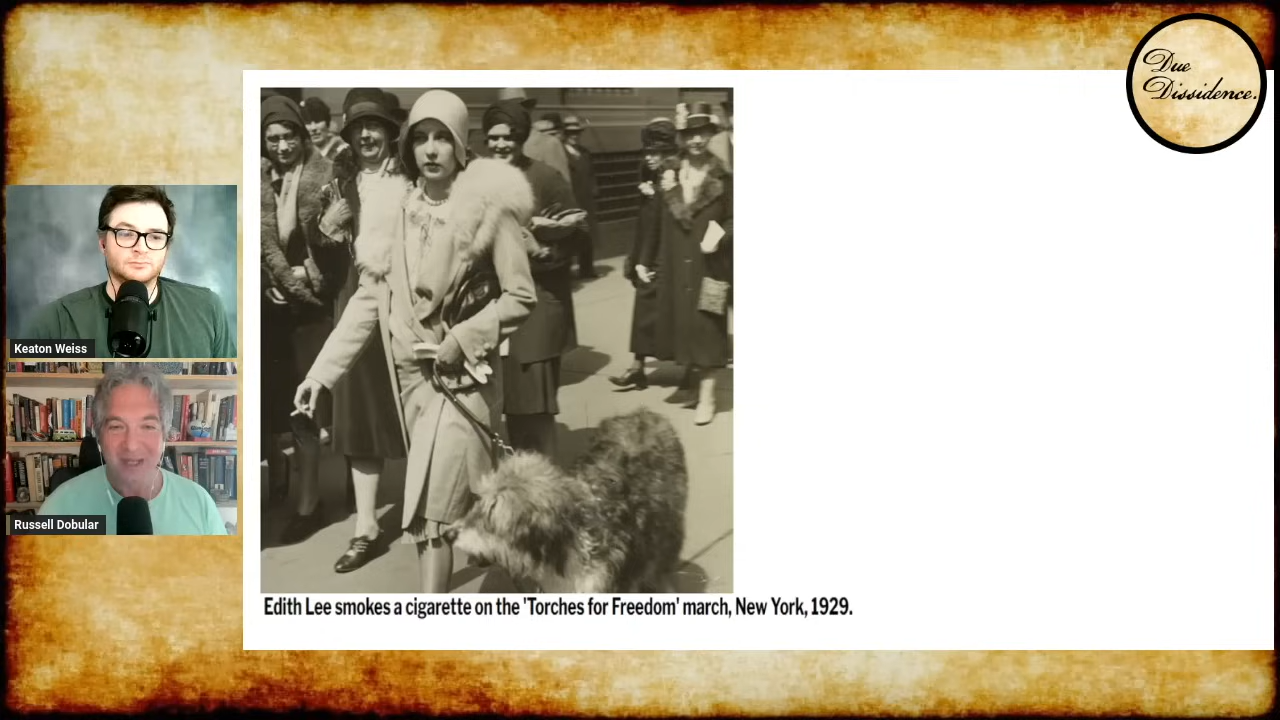 Due
Dissidence.
Keaton Weiss
Russell Dobular
Edith Lee smokes a cigarette on the 'Torches for Freedom' march, New York, 1929.